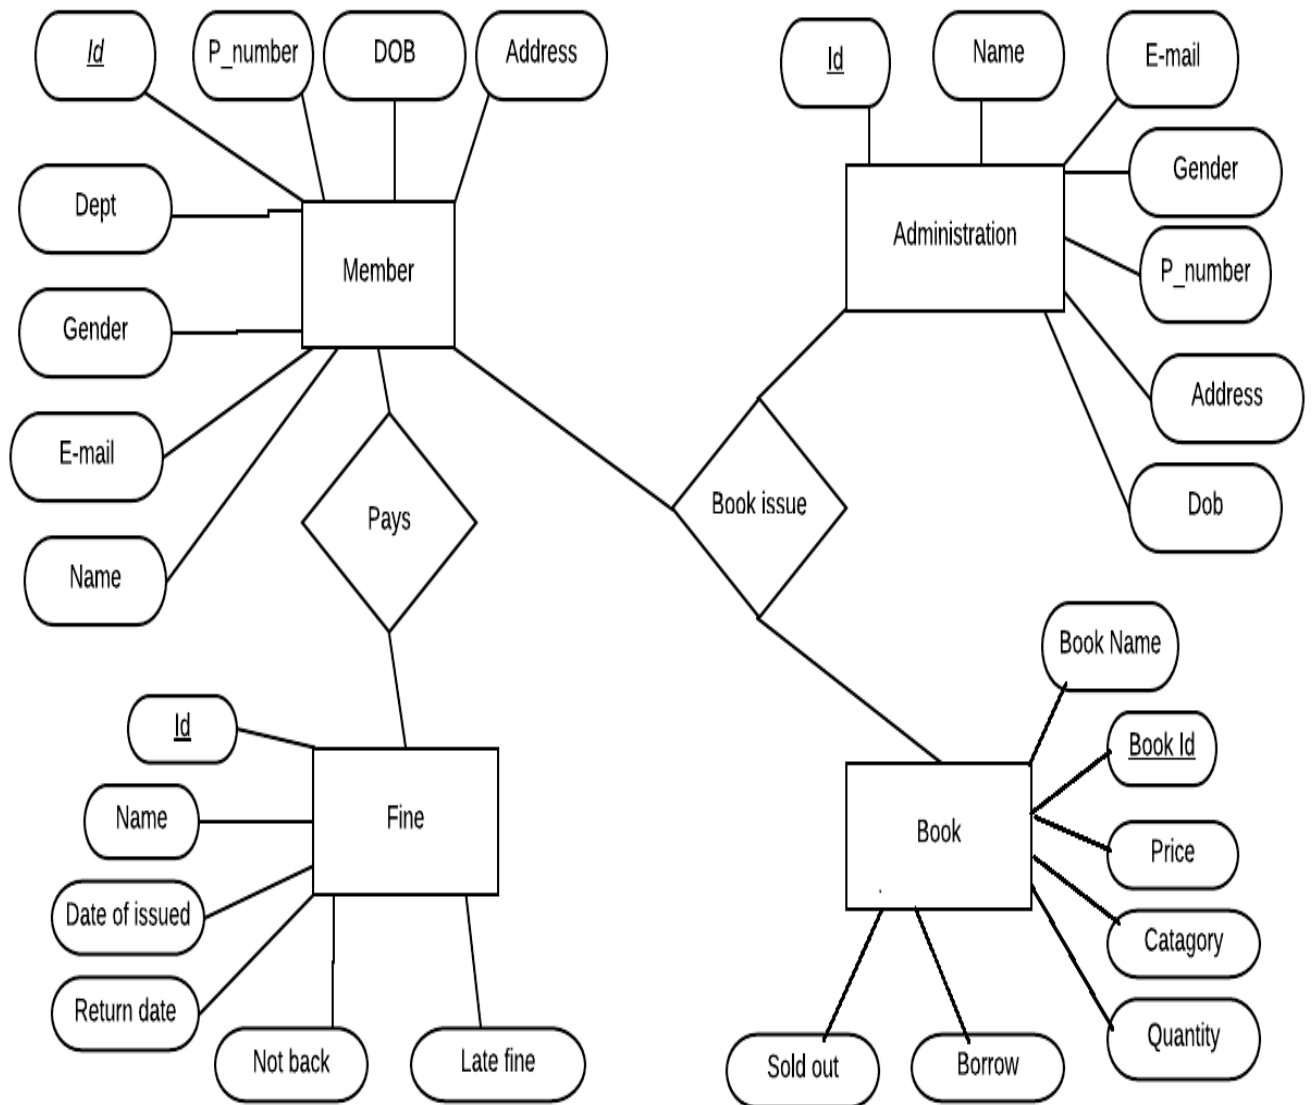 Id
P_number
DOB
Address
Id
Name
E-mail
Gender
Dept
P_number
Administration
Member
Gender
Address
E-mail
Dob
Book issue
Pays
Name
Book Name
Id
Book Id
Name
Fine
Book
Price
Date of issued
Catagory
Return date
Quantity
Not back
Late fine
Sold out
Borrow